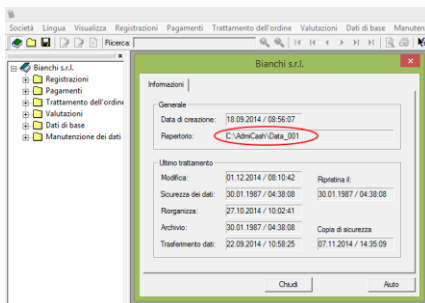 Società Lingua Visualizza Registrazioni Pagamenti Trattamento dell'ordine Valutazioni Dati di base Manuten
Ricerca:
Bianchi s.r.l.
Registrazioni
Pagamenti
Trattamento dell'ordine
Valutazioni
Dati di base
Manutenzione dei dati
Bianchi s.r.l.
Informazioni
Generale
Data di creazione: 18.09.2014 / 08:56:07
Repertorio: C:\AdmiCash\Data_001
Ultimo trattamento
Modifica: 01.12.2014 / 08:10:42 Ripristina il:
Sicurezza dei dati: 30.01.1987 / 04:38:08 30.01.1987 / 04:38:08
Riorganizza: 27.10.2014 / 10:02:41
Archivio: 30.01.1987 / 04:38:08 Copia di sicurezza
Trasferimento dati: 22.09.2014 / 10:58:25 07.11.2014 / 14:35:09
Chiudi Aiuto